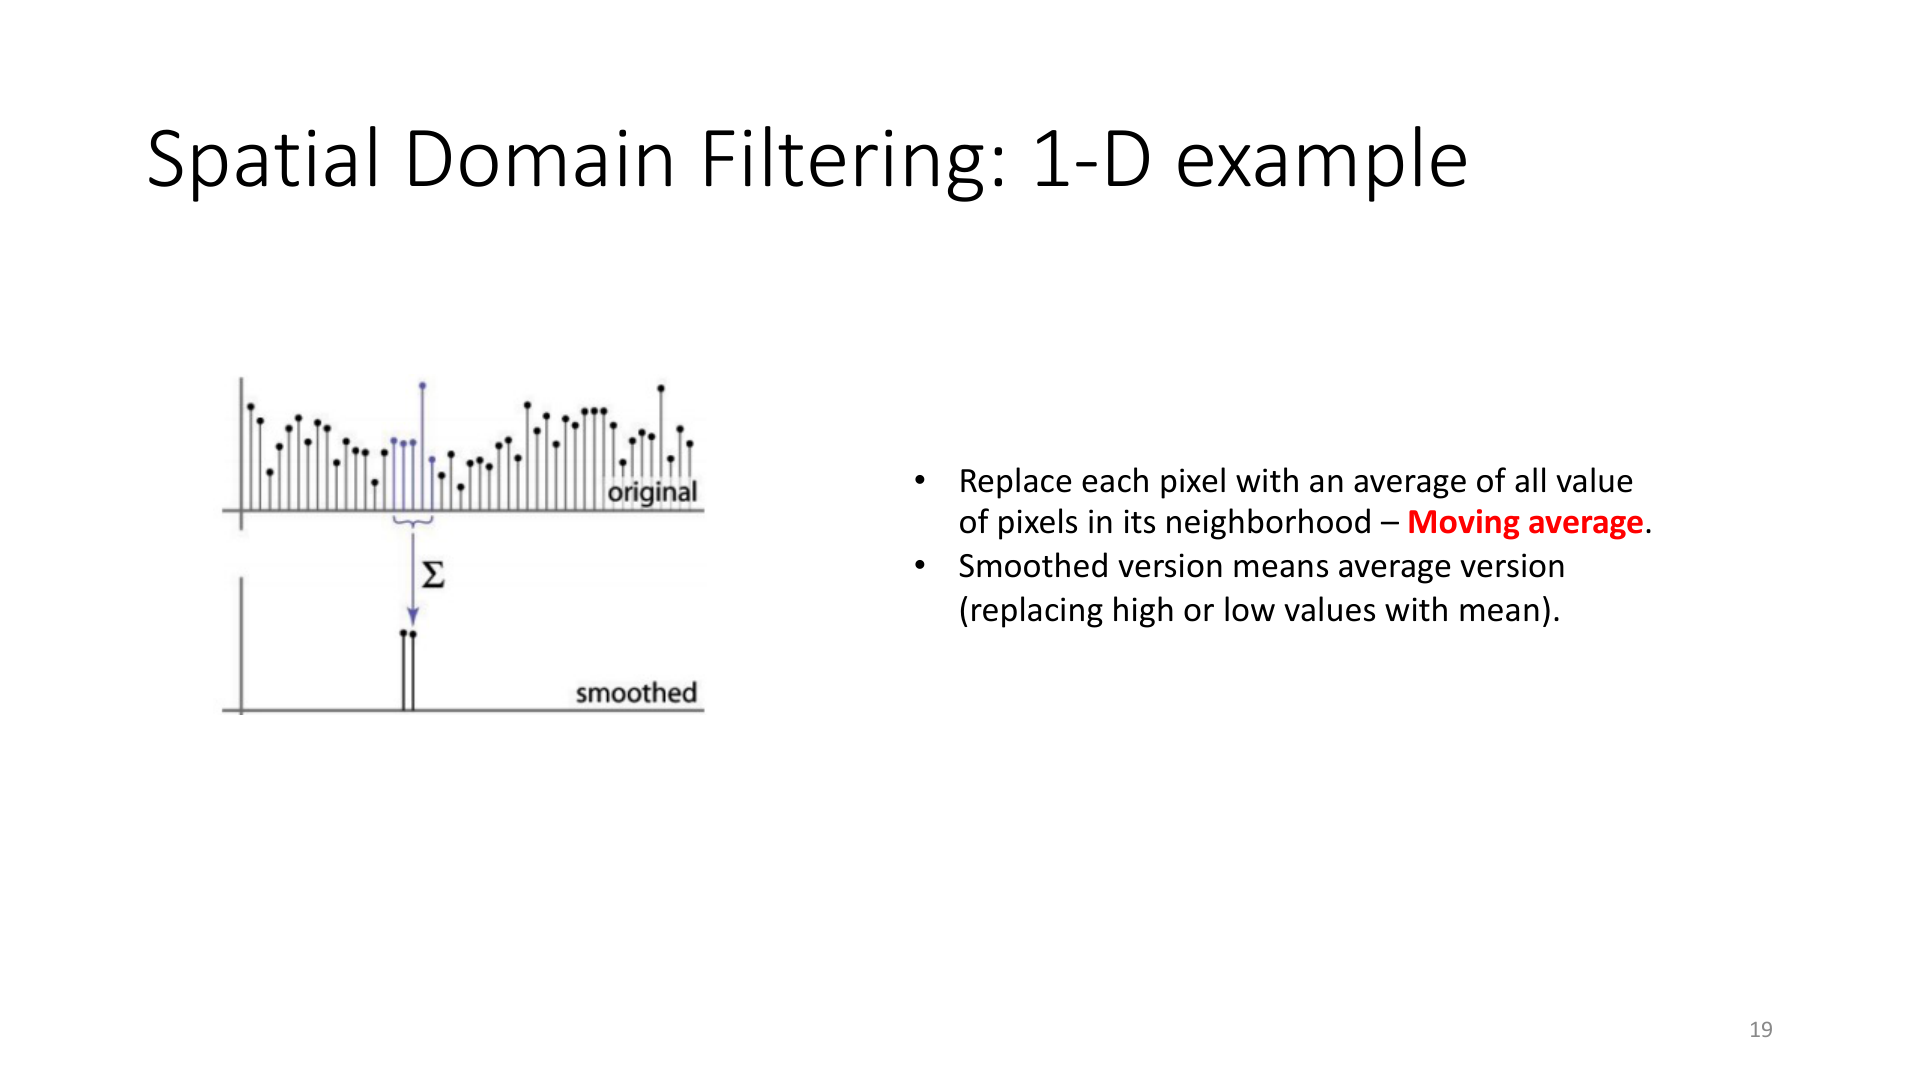 Spatial Domain Filtering: 1-D example
original
Σ
smoothed
• Replace each pixel with an average of all value
of pixels in its neighborhood – Moving average.
• Smoothed version means average version
(replacing high or low values with mean).
19